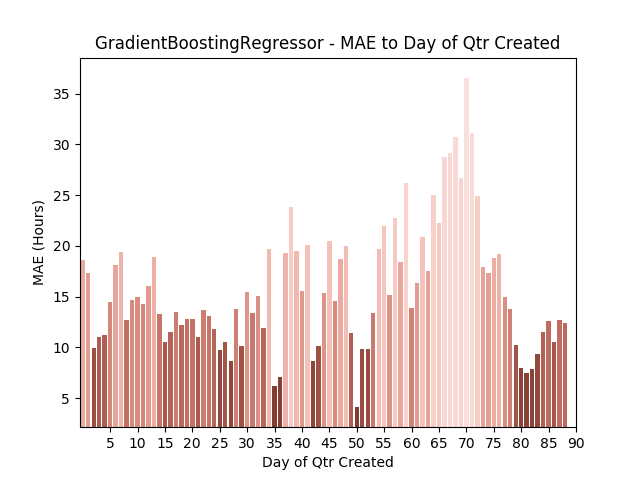 GradientBoostingRegressor - MAE to Day of Qtr Created
35
30
25
20
15
10
5
MAE (Hours)
5 10 15 20 25 30 35 40 45 50 55 60 65 70 75 80 85 90
Day of Qtr Created